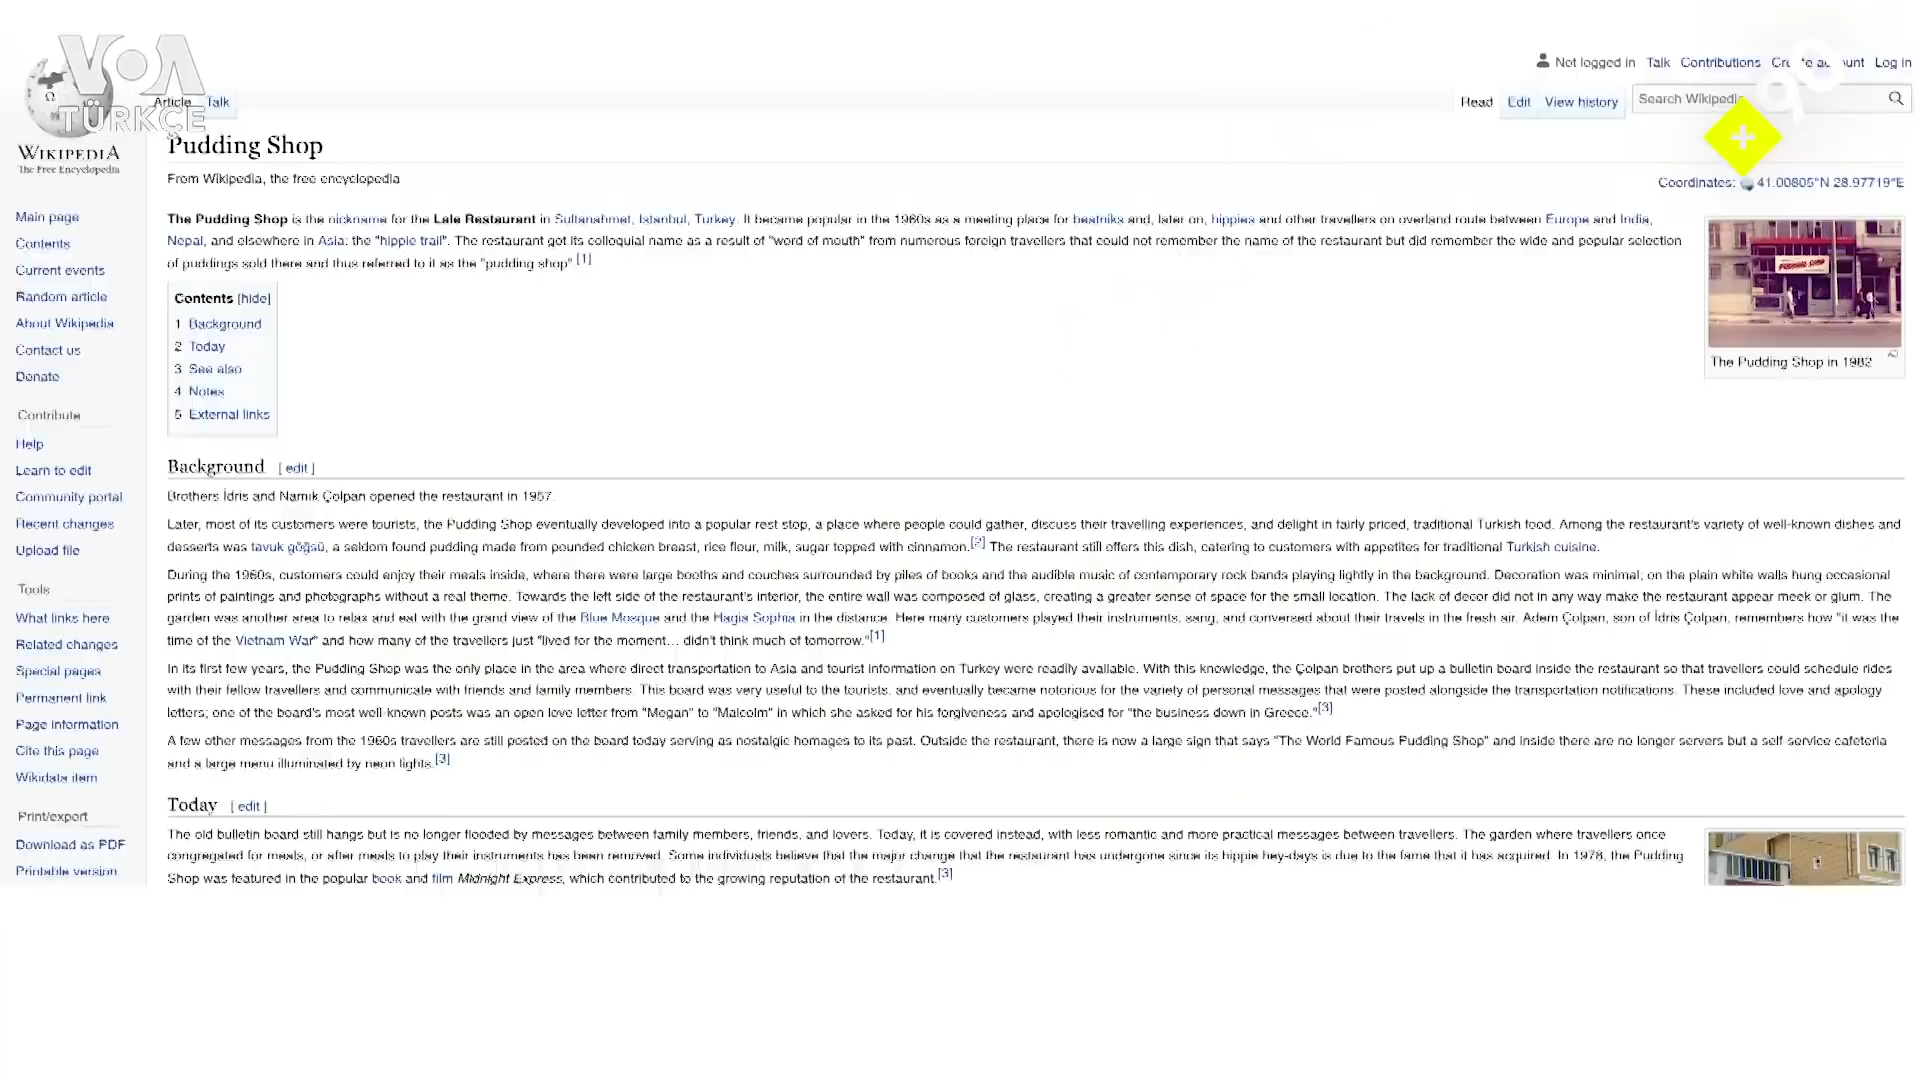 VOA
TÜRKÇE
+90
Not logged in Talk Contributions Create account Log in
Article Talk
Read Edit View history
Search Wikipedia
WIKIPEDIA
The Free Encyclopedia
Pudding Shop
From Wikipedia, the free encyclopedia
Coordinates: 41.00805°N 28.97719°E
Main page
Contents
Current events
Random article
About Wikipedia
Contact us
Donate
Contribute
Help
Learn to edit
Community portal
Recent changes
Upload file
Tools
What links here
Related changes
Special pages
Permanent link
Page information
Cite this page
Wikidata item
Print/export
Download as PDF
Printable version
The Pudding Shop is the nickname for the Lale Restaurant in Sultanahmet, Istanbul, Turkey. It became popular in the 1960s as a meeting place for beatniks and, later on, hippies and other travellers on overland route between Europe and India,
Nepal, and elsewhere in Asia: the "hippie trail". The restaurant got its colloquial name as a result of "word of mouth" from numerous foreign travellers that could not remember the name of the restaurant but did remember the wide and popular selection
of puddings sold there and thus referred to it as the "pudding shop".[1]
PUDDING SHOP
The Pudding Shop in 1982
Contents [hide]
1 Background
2 Today
3 See also
4 Notes
5 External links
Background [ edit ]
Brothers İdris and Namık Çolpan opened the restaurant in 1957.
Later, most of its customers were tourists, the Pudding Shop eventually developed into a popular rest stop, a place where people could gather, discuss their travelling experiences, and delight in fairly priced, traditional Turkish food. Among the restaurant's variety of well-known dishes and
desserts was tavuk göğsü, a seldom found pudding made from pounded chicken breast, rice flour, milk, sugar topped with cinnamon.[2] The restaurant still offers this dish, catering to customers with appetites for traditional Turkish cuisine.
During the 1960s, customers could enjoy their meals inside, where there were large booths and couches surrounded by piles of books and the audible music of contemporary rock bands playing lightly in the background. Decoration was minimal; on the plain white walls hung occasional
prints of paintings and photographs without a real theme. Towards the left side of the restaurant's interior, the entire wall was composed of glass, creating a greater sense of space for the small location. The lack of decor did not in any way make the restaurant appear meek or glum. The
garden was another area to relax and eat with the grand view of the Blue Mosque and the Hagia Sophia in the distance. Here many customers played their instruments, sang, and conversed about their travels in the fresh air. Adem Çolpan, son of İdris Çolpan, remembers how "it was the
time of the Vietnam War" and how many of the travellers just "lived for the moment... didn't think much of tomorrow."[1]
In its first few years, the Pudding Shop was the only place in the area where direct transportation to Asia and tourist information on Turkey were readily available. With this knowledge, the Çolpan brothers put up a bulletin board inside the restaurant so that travellers could schedule rides
with their fellow travellers and communicate with friends and family members. This board was very useful to the tourists, and eventually became notorious for the variety of personal messages that were posted alongside the transportation notifications. These included love and apology
letters; one of the board's most well-known posts was an open love letter from "Megan" to "Malcolm" in which she asked for his forgiveness and apologised for "the business down in Greece."[3]
A few other messages from the 1960s travellers are still posted on the board today serving as nostalgic homages to its past. Outside the restaurant, there is now a large sign that says "The World Famous Pudding Shop" and inside there are no longer servers but a self service cafeteria
and a large menu illuminated by neon lights.[3]
Today [ edit ]
The old bulletin board still hangs but is no longer flooded by messages between family members, friends, and lovers. Today, it is covered instead, with less romantic and more practical messages between travellers. The garden where travellers once
congregated for meals, or after meals to play their instruments has been removed. Some individuals believe that the major change that the restaurant has undergone since its hippie hey-days is due to the fame that it has acquired. In 1978, the Pudding
Shop was featured in the popular book and film Midnight Express, which contributed to the growing reputation of the restaurant.[3]